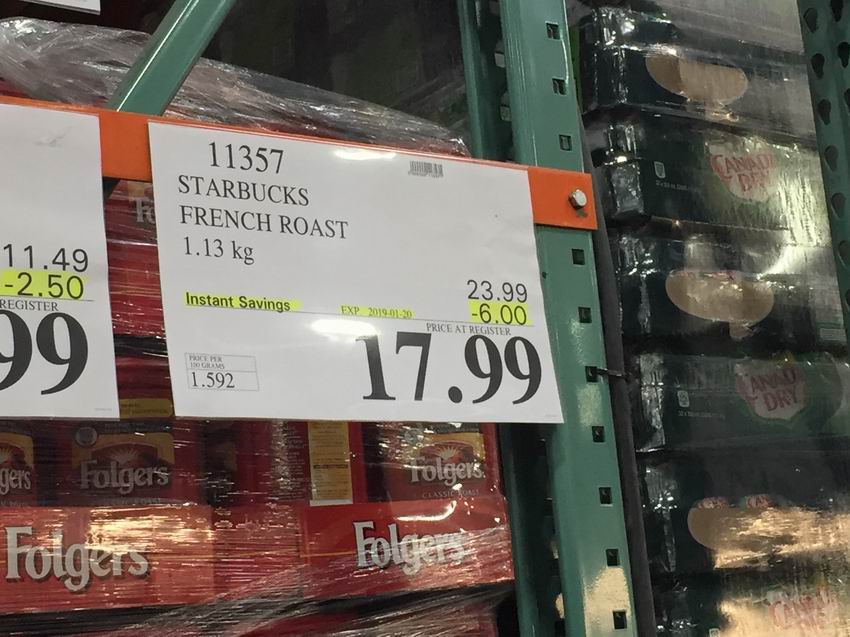 11.49
-2.50
REGISTER
99
11357
STARBUCKS
FRENCH ROAST
1.13 kg
23.99
Instant Savings EXP 2019-01-20 -6.00
PRICE AT REGISTER
17.99
PRICE PER
100 GRAMS
1.592
CANADA
DRY
CANADA
DRY
Folgers
Folgers
CLASSIC ROAST
Folgers
Folgers